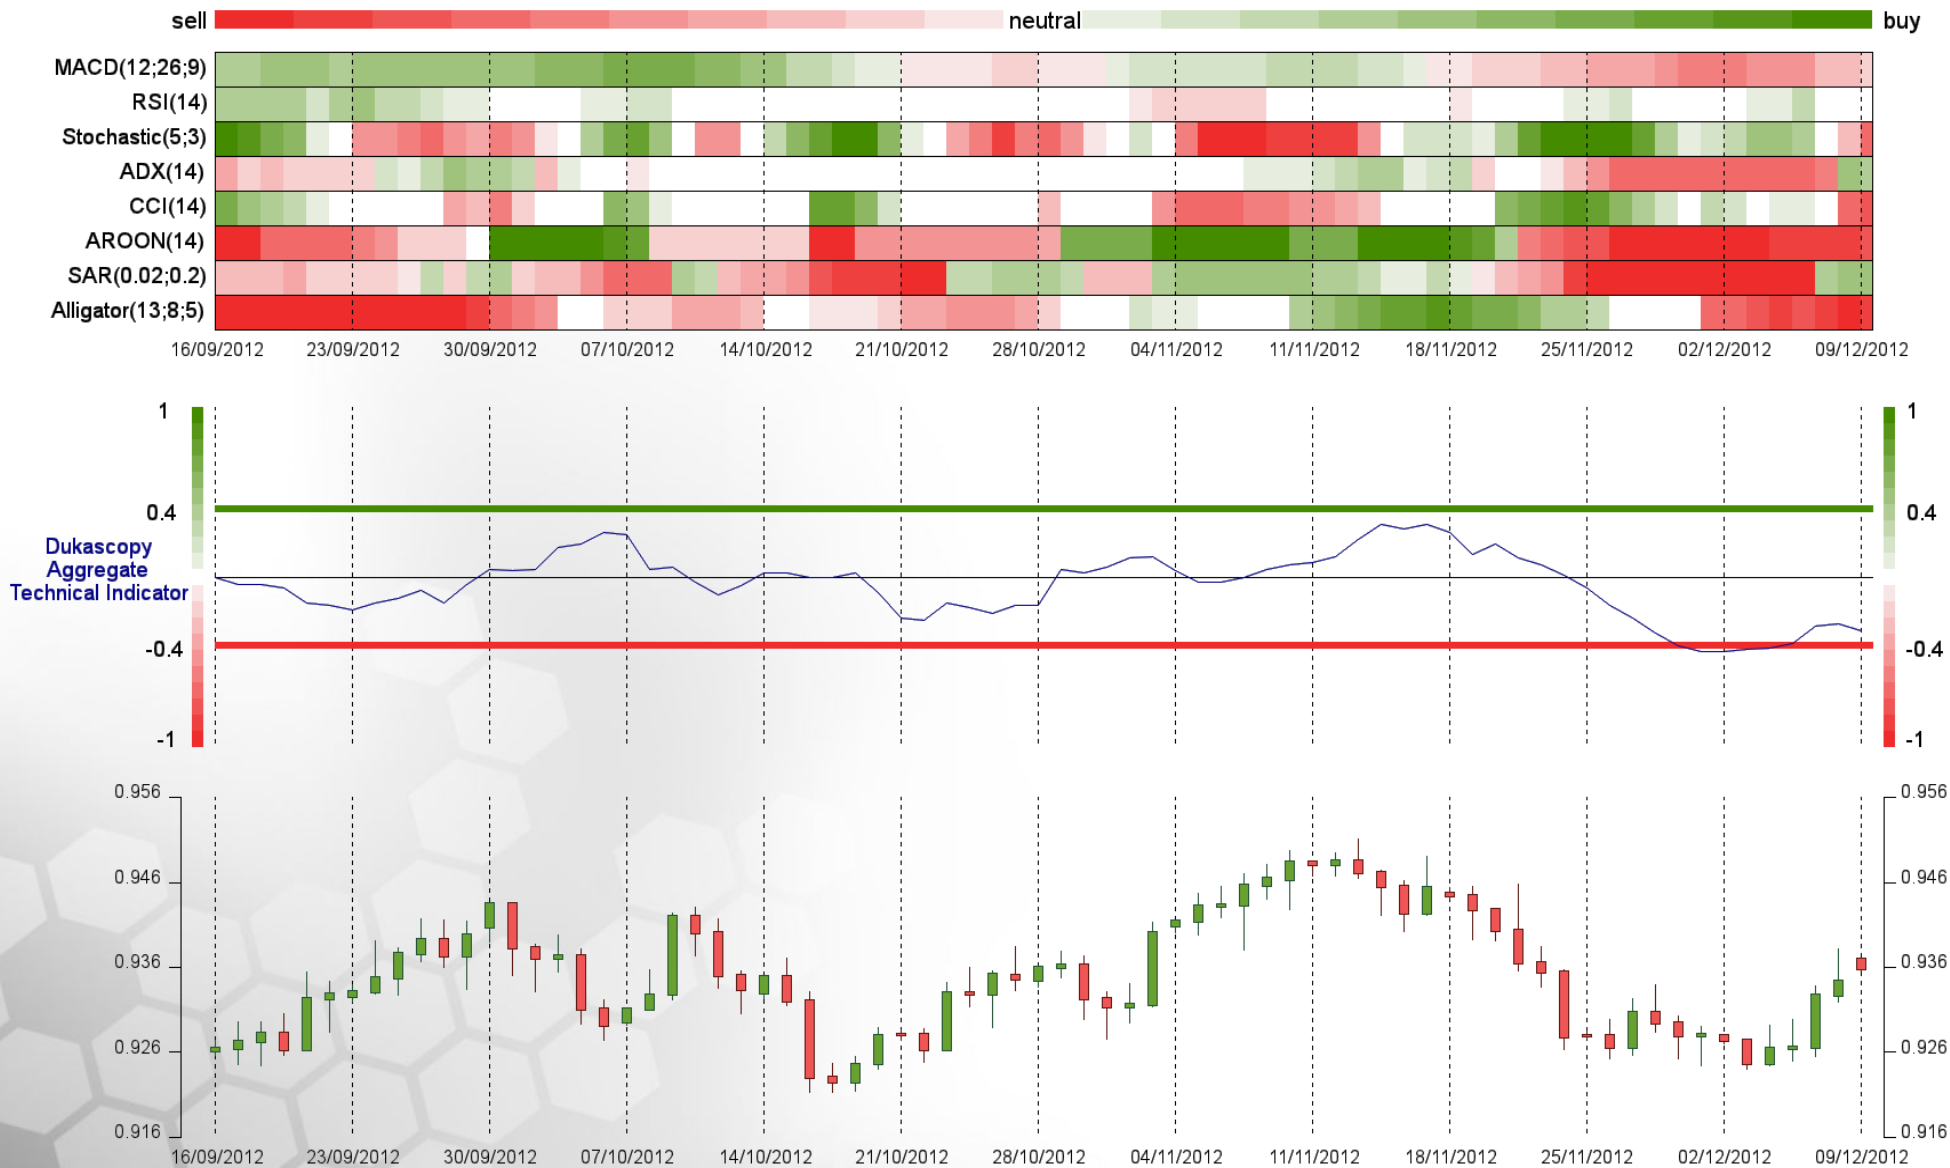 sell neutral buy
MACD(12;26;9)
RSI(14)
Stochastic(5;3)
ADX(14)
CCI(14)
AROON(14)
SAR(0.02;0.2)
Alligator(13;8;5)
16/09/2012 23/09/2012 30/09/2012 07/10/2012 14/10/2012 21/10/2012 28/10/2012 04/11/2012 11/11/2012 18/11/2012 25/11/2012 02/12/2012 09/12/2012
1 1
0.4 0.4
Dukascopy
Aggregate
Technical Indicator
-0.4 -0.4
-1 -1
0.956 0.956
0.946 0.946
0.936 0.936
0.926 0.926
0.916 0.916
16/09/2012 23/09/2012 30/09/2012 07/10/2012 14/10/2012 21/10/2012 28/10/2012 04/11/2012 11/11/2012 18/11/2012 25/11/2012 02/12/2012 09/12/2012